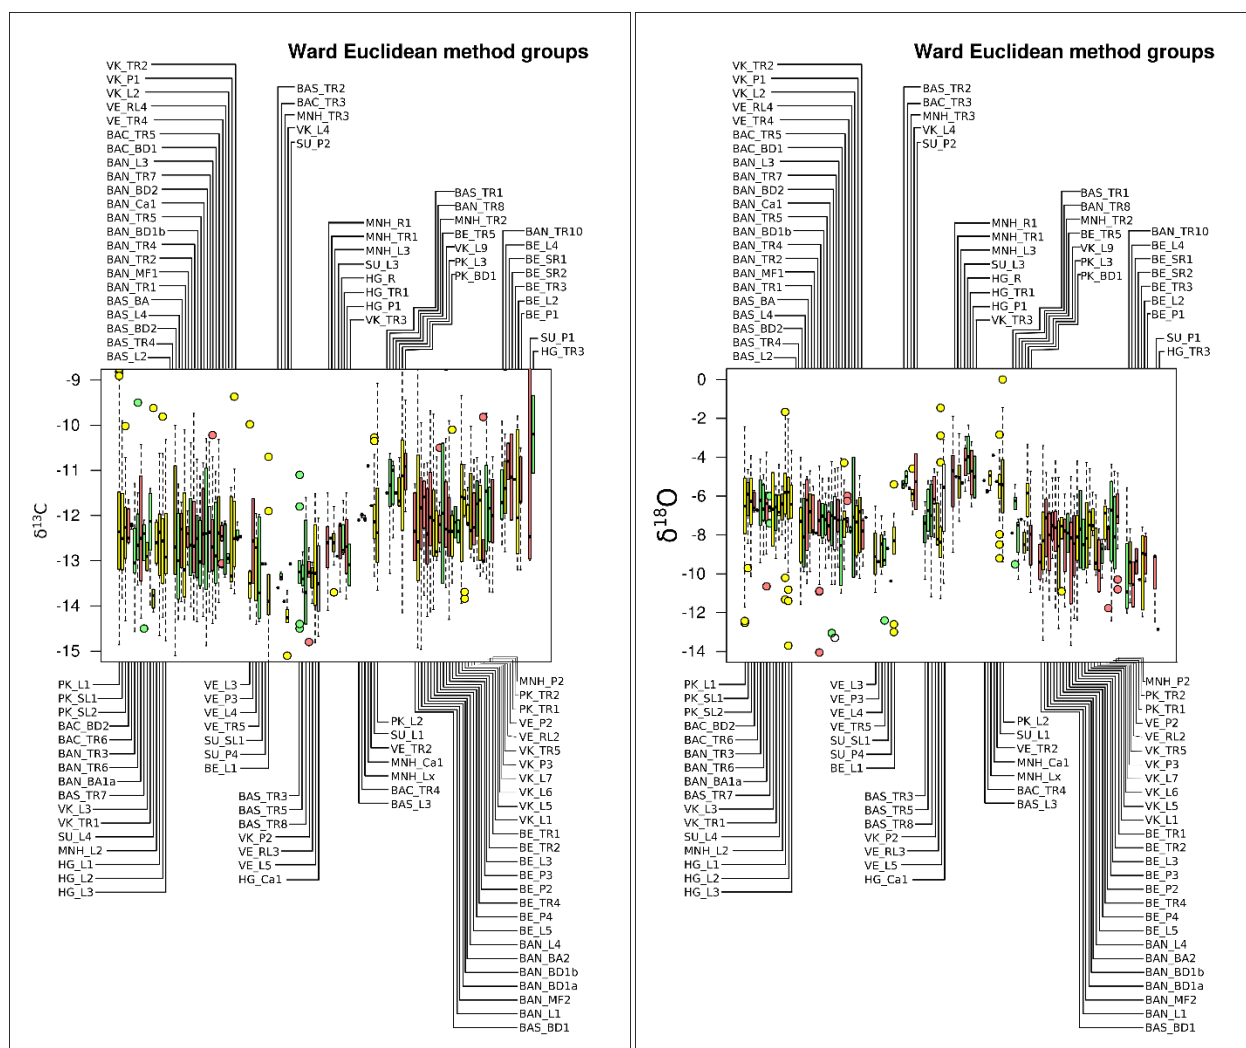 Ward Euclidean method groups
VK_TR2
VK_P1
VK_L2
VE_RL4
VE_TR4
BAC_TR5
BAC_BD1
BAN_L3
BAN_TR7
BAN_BD2
BAN_Ca1
BAN_TR5
BAN_BD1b
BAN_TR4
BAN_TR2
BAN_MF1
BAN_TR1
BAS_BA
BAS_L4
BAS_BD2
BAS_TR4
BAS_L2
BAS_TR2
BAC_TR3
MNH_TR3
VK_L4
SU_P2
MNH_R1
MNH_TR1
MNH_L3
SU_L3
HG_R
HG_TR1
HG_P1
VK_TR3
BAS_TR1
BAN_TR8
MNH_TR2
BE_TR5
VK_L9
PK_L3
PK_BD1
BAN_TR10
BE_L4
BE_SR1
BE_SR2
BE_TR3
BE_L2
BE_P1
SU_P1
HG_TR3
δ13C
-9
-10
-11
-12
-13
-14
-15
PK_L1
PK_SL1
PK_SL2
BAC_BD2
BAC_TR6
BAN_TR3
BAN_TR6
BAN_BA1a
BAS_TR7
VK_L3
VK_TR1
SU_L4
MNH_L2
HG_L1
HG_L2
HG_L3
VE_L3
VE_P3
VE_L4
VE_TR5
SU_SL1
SU_P4
BE_L1
BAS_TR3
BAS_TR5
BAS_TR8
VK_P2
VE_RL3
VE_L5
HG_Ca1
PK_L2
SU_L1
VE_TR2
MNH_Ca1
MNH_Lx
BAC_TR4
BAS_L3
MNH_P2
PK_TR2
PK_TR1
VE_P2
VE_RL2
VK_TR5
VK_P3
VK_L7
VK_L6
VK_L5
VK_L1
BE_TR1
BE_TR2
BE_L3
BE_P3
BE_P2
BE_TR4
BE_P4
BE_L5
BAN_L4
BAN_BA2
BAN_BD1b
BAN_BD1a
BAN_MF2
BAN_L1
BAS_BD1
Ward Euclidean method groups
VK_TR2
VK_P1
VK_L2
VE_RL4
VE_TR4
BAC_TR5
BAC_BD1
BAN_L3
BAN_TR7
BAN_BD2
BAN_Ca1
BAN_TR5
BAN_BD1b
BAN_TR4
BAN_TR2
BAN_MF1
BAN_TR1
BAS_BA
BAS_L4
BAS_BD2
BAS_TR4
BAS_L2
BAS_TR2
BAC_TR3
MNH_TR3
VK_L4
SU_P2
MNH_R1
MNH_TR1
MNH_L3
SU_L3
HG_R
HG_TR1
HG_P1
VK_TR3
BAS_TR1
BAN_TR8
MNH_TR2
BE_TR5
VK_L9
PK_L3
PK_BD1
BAN_TR10
BE_L4
BE_SR1
BE_SR2
BE_TR3
BE_L2
BE_P1
SU_P1
HG_TR3
δ18O
0
-2
-4
-6
-8
-10
-12
-14
PK_L1
PK_SL1
PK_SL2
BAC_BD2
BAC_TR6
BAN_TR3
BAN_TR6
BAN_BA1a
BAS_TR7
VK_L3
VK_TR1
SU_L4
MNH_L2
HG_L1
HG_L2
HG_L3
VE_L3
VE_P3
VE_L4
VE_TR5
SU_SL1
SU_P4
BE_L1
BAS_TR3
BAS_TR5
BAS_TR8
VK_P2
VE_RL3
VE_L5
HG_Ca1
PK_L2
SU_L1
VE_TR2
MNH_Ca1
MNH_Lx
BAC_TR4
BAS_L3
MNH_P2
PK_TR2
PK_TR1
VE_P2
VE_RL2
VK_TR5
VK_P3
VK_L7
VK_L6
VK_L5
VK_L1
BE_TR1
BE_TR2
BE_L3
BE_P3
BE_P2
BE_TR4
BE_P4
BE_L5
BAN_L4
BAN_BA2
BAN_BD1b
BAN_BD1a
BAN_MF2
BAN_L1
BAS_BD1